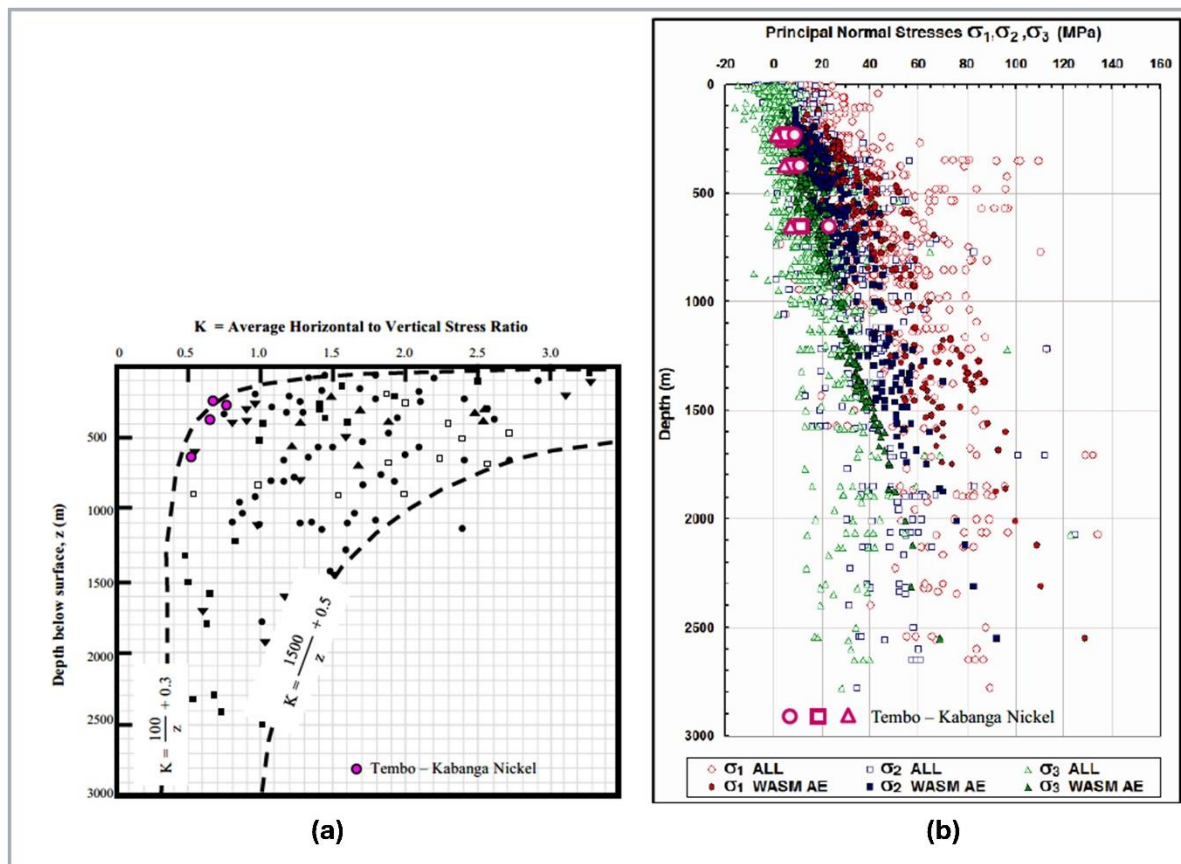 K = Average Horizontal to Vertical Stress Ratio
0 0.5 1.0 1.5 2.0 2.5 3.0
Depth below surface, z (m)
500
1000
1500
2000
2500
3000
K = 100/z + 0.3
K = 1500/z + 0.5
Tembo – Kabanga Nickel
(a)
Principal Normal Stresses σ1,σ2,σ3 (MPa)
-20 0 20 40 60 80 100 120 140 160
Depth (m)
0
500
1000
1500
2000
2500
3000
Tembo – Kabanga Nickel
σ1 ALL σ2 ALL σ3 ALL
σ1 WASM AE σ2 WASM AE σ3 WASM AE
(b)